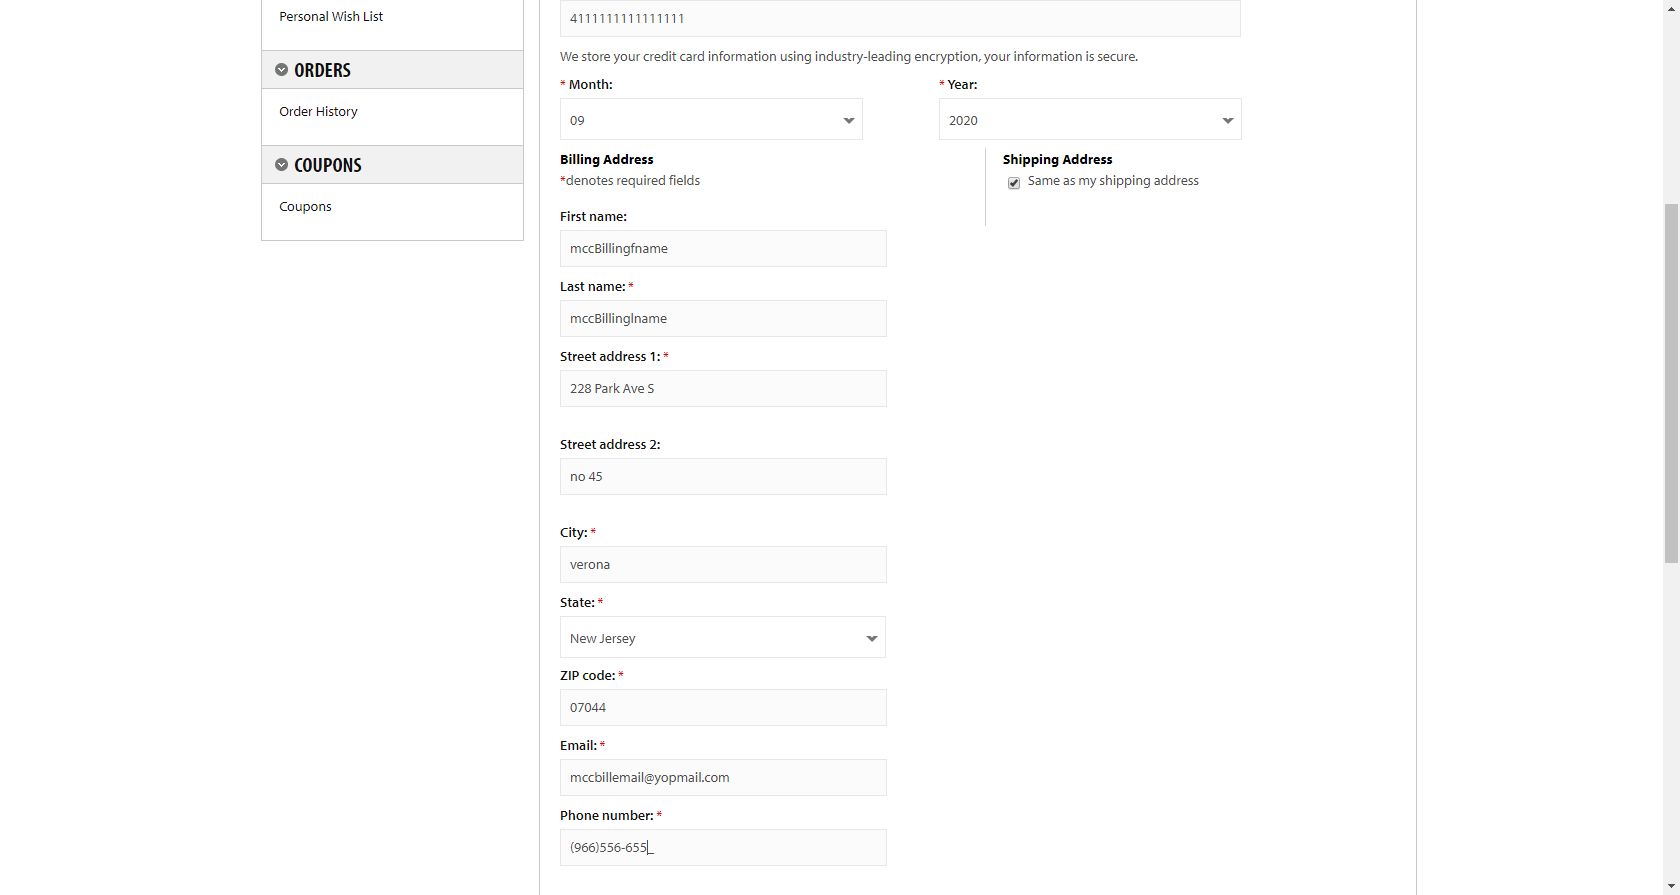 Personal Wish List
ORDERS
Order History
COUPONS
Coupons
4111111111111111
We store your credit card information using industry-leading encryption, your information is secure.
* Month:
* Year:
09
2020
Billing Address
*denotes required fields
Shipping Address
Same as my shipping address
First name:
mccBillingfname
Last name: *
mccBillinglname
Street address 1: *
228 Park Ave S
Street address 2:
no 45
City: *
verona
State: *
New Jersey
ZIP code: *
07044
Email: *
mccbillemail@yopmail.com
Phone number: *
(966)556-655_